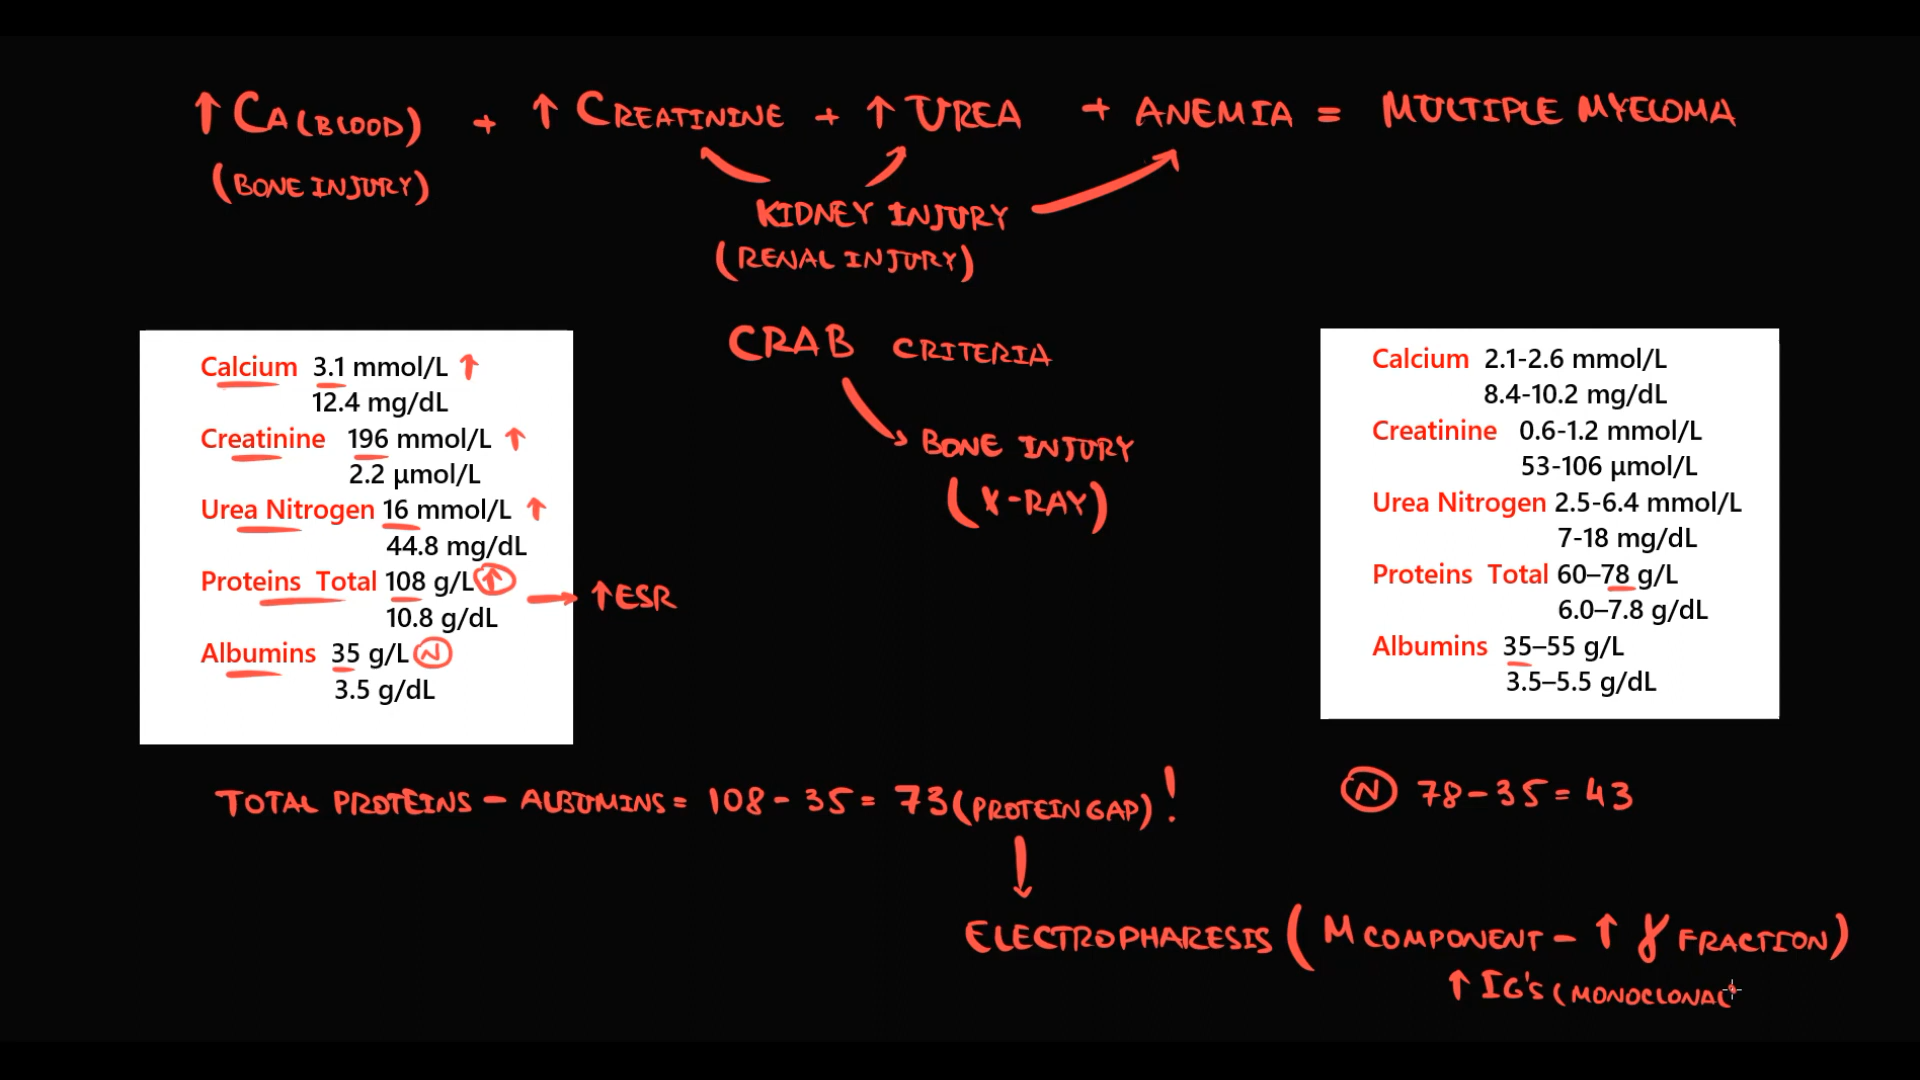 ↑ CA (BLOOD) + ↑ CREATININE + ↑ UREA + ANEMIA = MULTIPLE MYELOMA
(BONE INJURY)
KIDNEY INJURY
(RENAL INJURY)
CRAB CRITERIA
BONE INJURY
(X-RAY)
Calcium 3.1 mmol/L ↑
12.4 mg/dL
Creatinine 196 mmol/L ↑
2.2 µmol/L
Urea Nitrogen 16 mmol/L ↑
44.8 mg/dL
Proteins Total 108 g/L ↑ → ↑ESR
10.8 g/dL
Albumins 35 g/L N
3.5 g/dL
Calcium 2.1-2.6 mmol/L
8.4-10.2 mg/dL
Creatinine 0.6-1.2 mmol/L
53-106 µmol/L
Urea Nitrogen 2.5-6.4 mmol/L
7-18 mg/dL
Proteins Total 60–78 g/L
6.0–7.8 g/dL
Albumins 35–55 g/L
3.5–5.5 g/dL
TOTAL PROTEINS - ALBUMINS = 108 - 35 = 73 (PROTEIN GAP) !
N 78 - 35 = 43
ELECTROPHARESIS (M COMPONENT - ↑ γ FRACTION)
↑ IG'S (MONOCLONAL